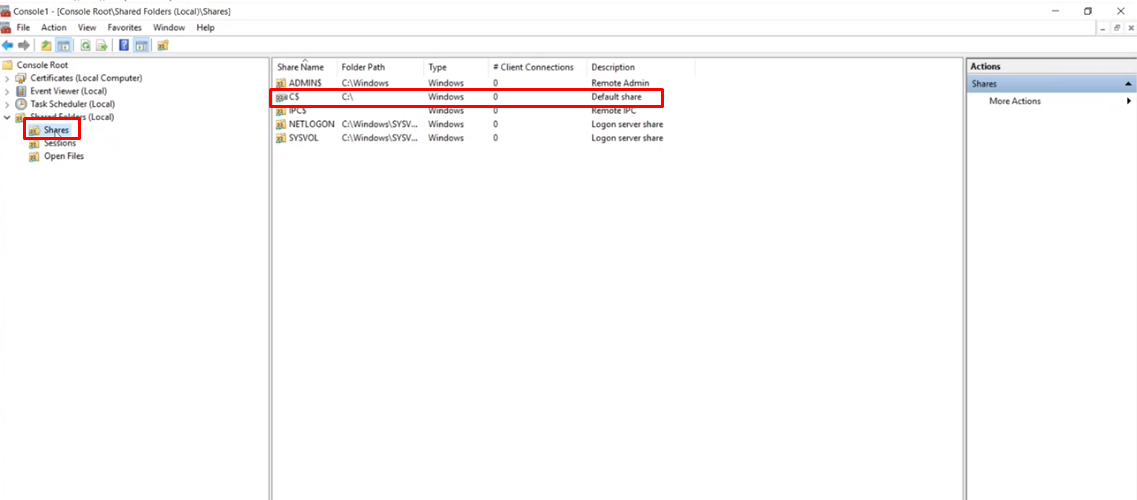 Console1 - [Console Root\Shared Folders (Local)\Shares]
File Action View Favorites Window Help
Console Root
Certificates (Local Computer)
Event Viewer (Local)
Task Scheduler (Local)
Shared Folders (Local)
Shares
Sessions
Open Files
Share Name Folder Path Type # Client Connections Description
ADMIN$ C:\Windows Windows 0 Remote Admin
C$ C:\ Windows 0 Default share
IPC$ Windows 0 Remote IPC
NETLOGON C:\Windows\SYSV... Windows 0 Logon server share
SYSVOL C:\Windows\SYSV... Windows 0 Logon server share
Actions
Shares
More Actions